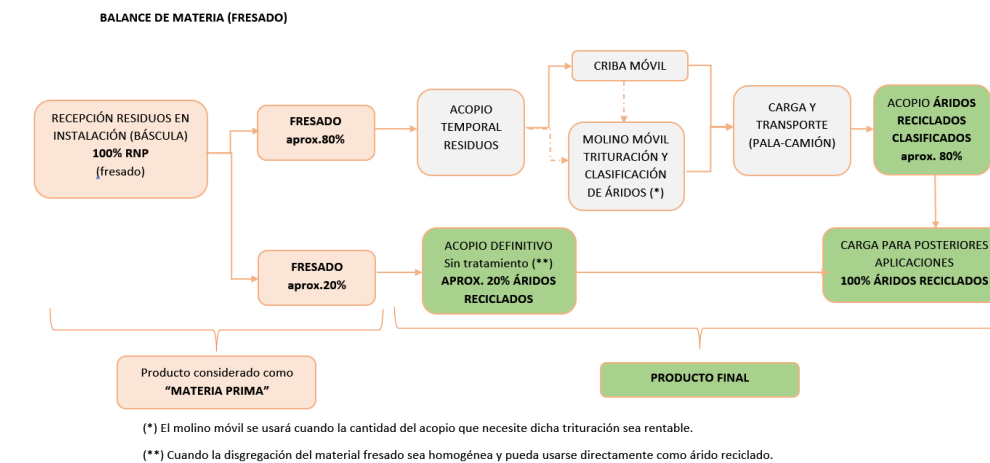 BALANCE DE MATERIA (FRESADO)
RECEPCIÓN RESIDUOS EN
INSTALACIÓN (BÁSCULA)
100% RNP
(fresado)
FRESADO
aprox.80%
ACOPIO
TEMPORAL
RESIDUOS
CRIBA MÓVIL
MOLINO MÓVIL
TRITURACIÓN Y
CLASIFICACIÓN
DE ÁRIDOS (*)
CARGA Y
TRANSPORTE
(PALA-CAMIÓN)
ACOPIO ÁRIDOS
RECICLADOS
CLASIFICADOS
aprox. 80%
FRESADO
aprox.20%
ACOPIO DEFINITIVO
Sin tratamiento (**)
APROX. 20% ÁRIDOS
RECICLADOS
CARGA PARA POSTERIORES
APLICACIONES
100% ÁRIDOS RECICLADOS
Producto considerado como
“MATERIA PRIMA”
PRODUCTO FINAL
(*) El molino móvil se usará cuando la cantidad del acopio que necesite dicha trituración sea rentable.
(**) Cuando la disgregación del material fresado sea homogénea y pueda usarse directamente como árido reciclado.